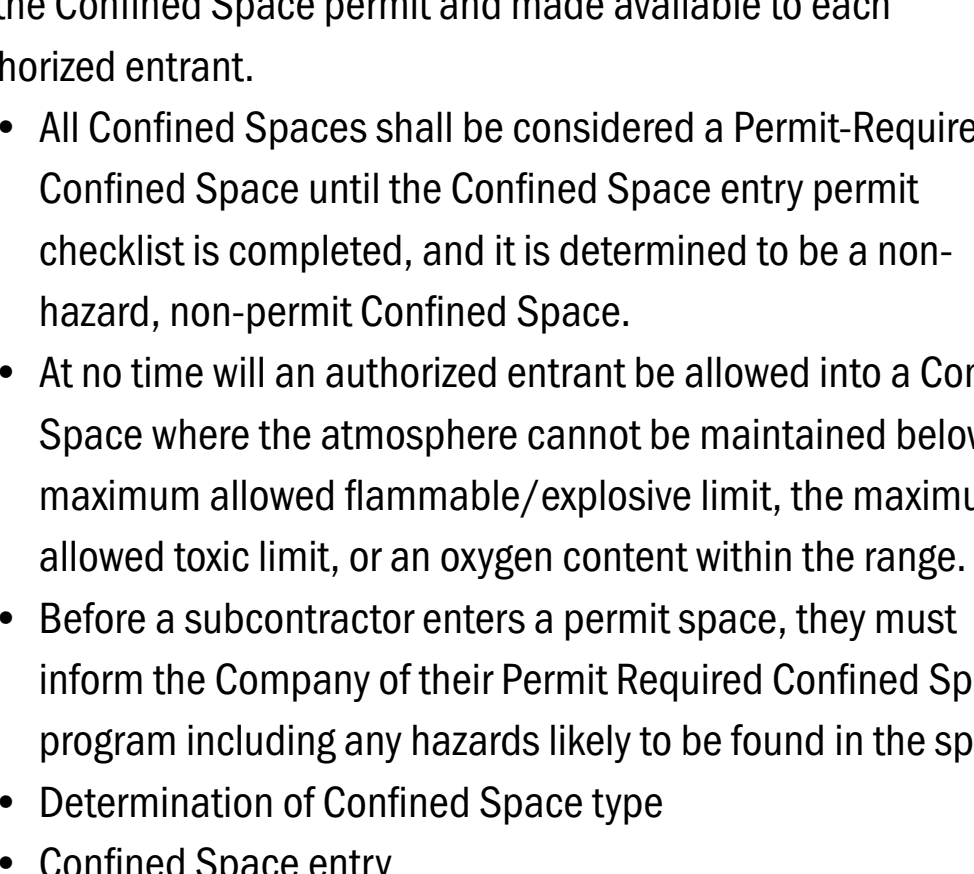 the Confined Space permit and made available to each
horized entrant.
• All Confined Spaces shall be considered a Permit-Require
Confined Space until the Confined Space entry permit
checklist is completed, and it is determined to be a non-
hazard, non-permit Confined Space.
• At no time will an authorized entrant be allowed into a Con
Space where the atmosphere cannot be maintained below
maximum allowed flammable/explosive limit, the maximu
allowed toxic limit, or an oxygen content within the range.
• Before a subcontractor enters a permit space, they must
inform the Company of their Permit Required Confined Sp
program including any hazards likely to be found in the sp
• Determination of Confined Space type
• Confined Space entry